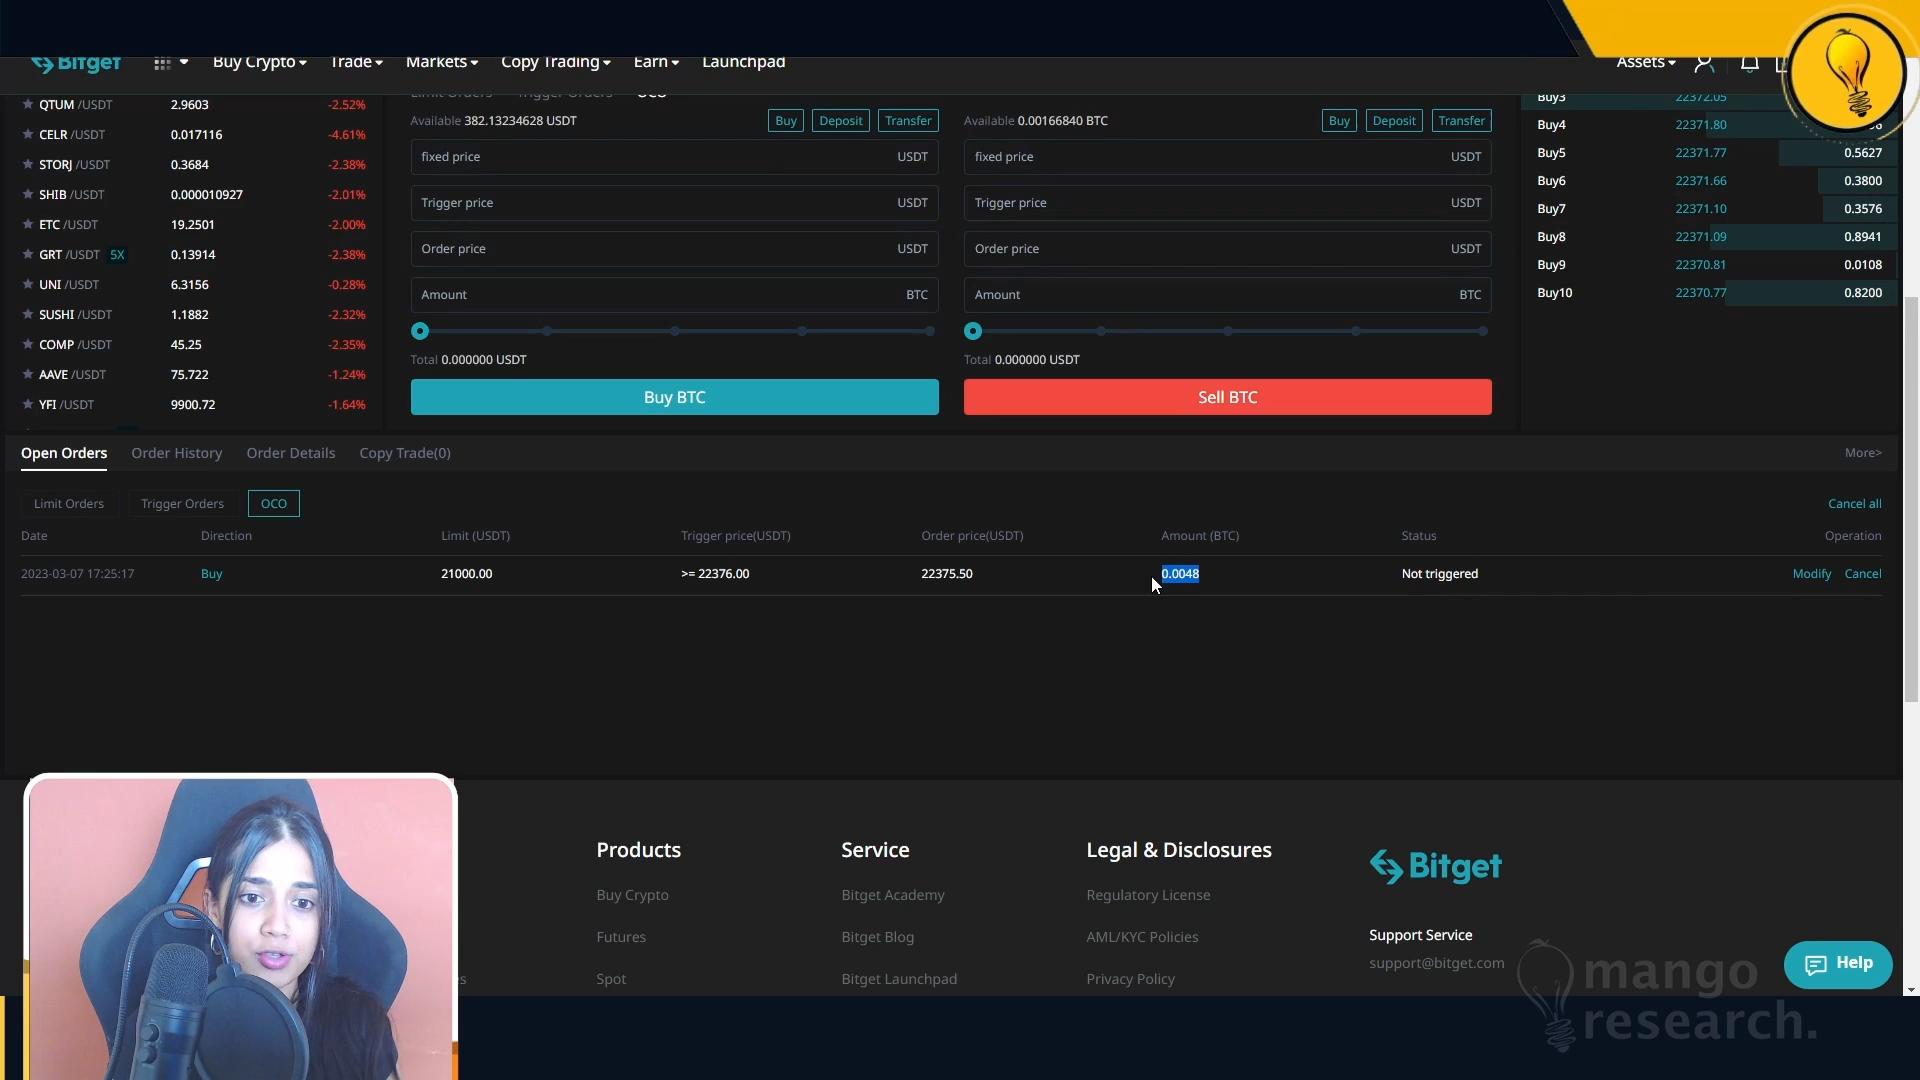 Bitget
Buy Crypto
Trade
Markets
Copy Trading
Earn
Launchpad
Assets
QTUM /USDT 2.9603 -2.52%
CELR /USDT 0.017116 -4.61%
STORJ /USDT 0.3684 -2.38%
SHIB /USDT 0.000010927 -2.01%
ETC /USDT 19.2501 -2.00%
GRT /USDT 5X 0.13914 -2.38%
UNI /USDT 6.3156 -0.28%
SUSHI /USDT 1.1882 -2.32%
COMP /USDT 45.25 -2.35%
AAVE /USDT 75.722 -1.24%
YFI /USDT 9900.72 -1.64%
Limit Orders Trigger Orders OCO
Available 382.13234628 USDT Buy Deposit Transfer
fixed price USDT
Trigger price USDT
Order price USDT
Amount BTC
Total 0.000000 USDT
Buy BTC
Available 0.00166840 BTC Buy Deposit Transfer
fixed price USDT
Trigger price USDT
Order price USDT
Amount BTC
Total 0.000000 USDT
Sell BTC
Buy3 22372.05
Buy4 22371.80
Buy5 22371.77 0.5627
Buy6 22371.66 0.3800
Buy7 22371.10 0.3576
Buy8 22371.09 0.8941
Buy9 22370.81 0.0108
Buy10 22370.77 0.8200
Open Orders Order History Order Details Copy Trade(0) More>
Limit Orders Trigger Orders OCO Cancel all
Date Direction Limit (USDT) Trigger price(USDT) Order price(USDT) Amount (BTC) Status Operation
2023-03-07 17:25:17 Buy 21000.00 >= 22376.00 22375.50 0.0048 Not triggered Modify Cancel
Products
Buy Crypto
Futures
Spot
Service
Bitget Academy
Bitget Blog
Bitget Launchpad
Legal & Disclosures
Regulatory License
AML/KYC Policies
Privacy Policy
Bitget
Support Service
support@bitget.com
Help
mango
research.